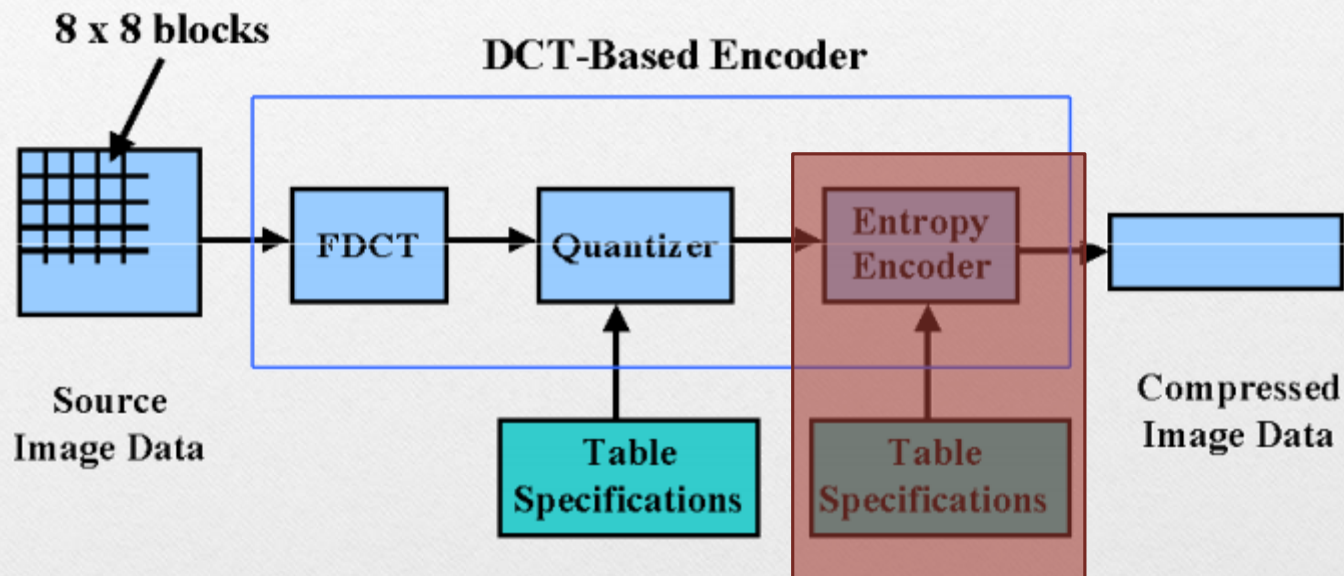 8 x 8 blocks
DCT-Based Encoder
FDCT
Quantizer
Entropy
Encoder
Source
Image Data
Table
Specifications
Table
Specifications
Compressed
Image Data